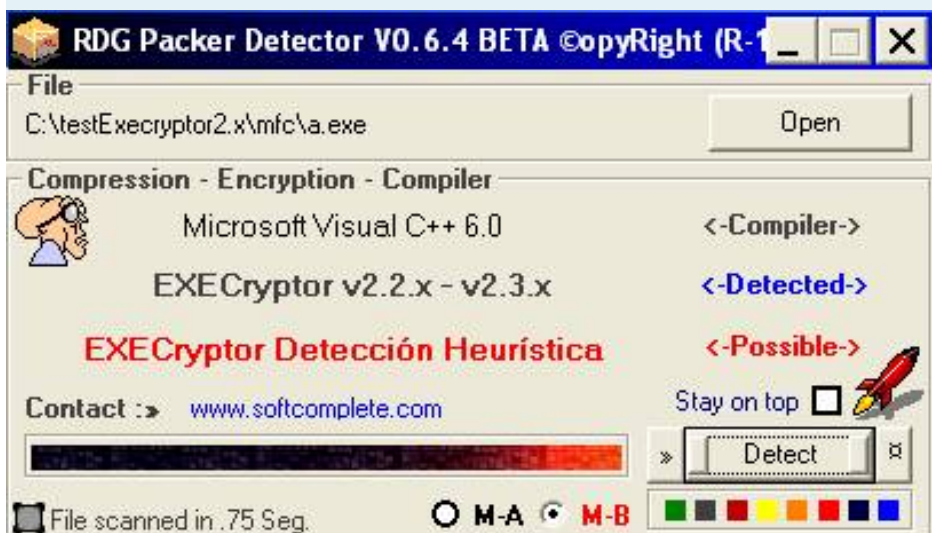 RDG Packer Detector V0.6.4 BETA ©opyRight (R-1
File
C:\testExecryptor2.x\mfc\a.exe
Open
Compression - Encryption - Compiler
Microsoft Visual C++ 6.0
<-Compiler->
EXECryptor v2.2.x - v2.3.x
<-Detected->
EXECryptor Detección Heurística
<-Possible->
Stay on top
Contact :» www.softcomplete.com
» Detect ¤
File scanned in .75 Seg.
M-A M-B